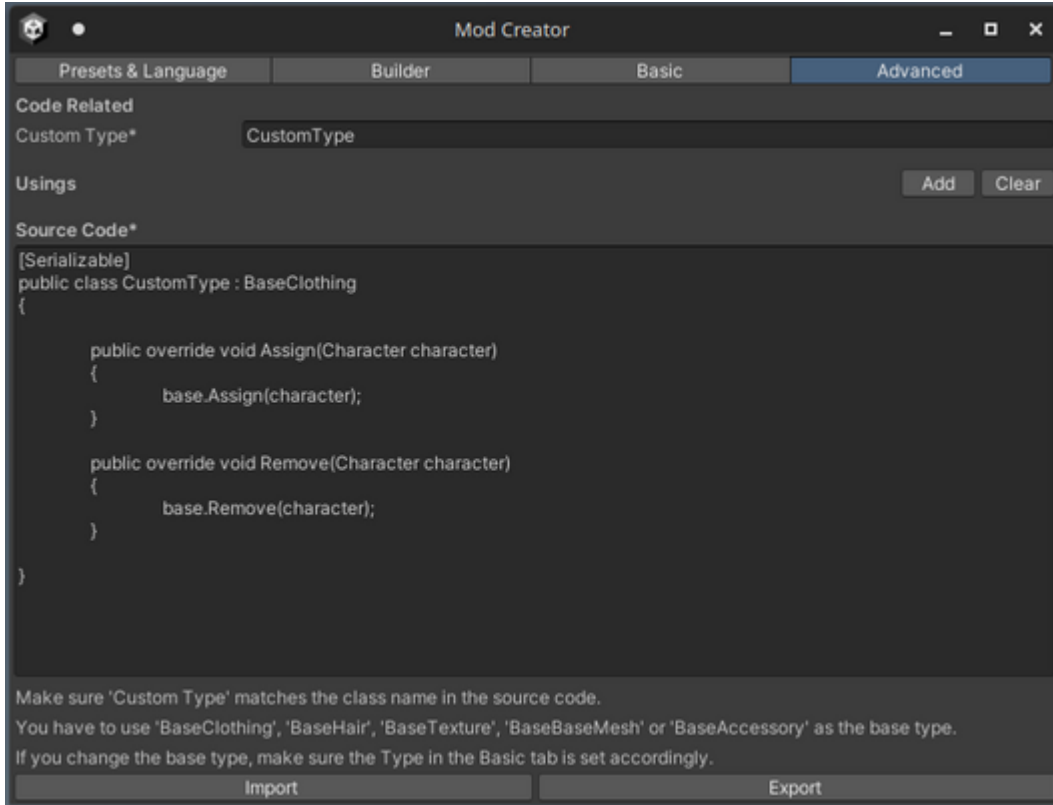 Mod Creator
Presets & Language Builder Basic Advanced
Code Related
Custom Type* CustomType
Usings Add Clear
Source Code*
[Serializable]
public class CustomType : BaseClothing
{
public override void Assign(Character character)
{
base.Assign(character);
}
public override void Remove(Character character)
{
base.Remove(character);
}
}
Make sure 'Custom Type' matches the class name in the source code.
You have to use 'BaseClothing', 'BaseHair', 'BaseTexture', 'BaseBaseMesh' or 'BaseAccessory' as the base type.
If you change the base type, make sure the Type in the Basic tab is set accordingly.
Import Export